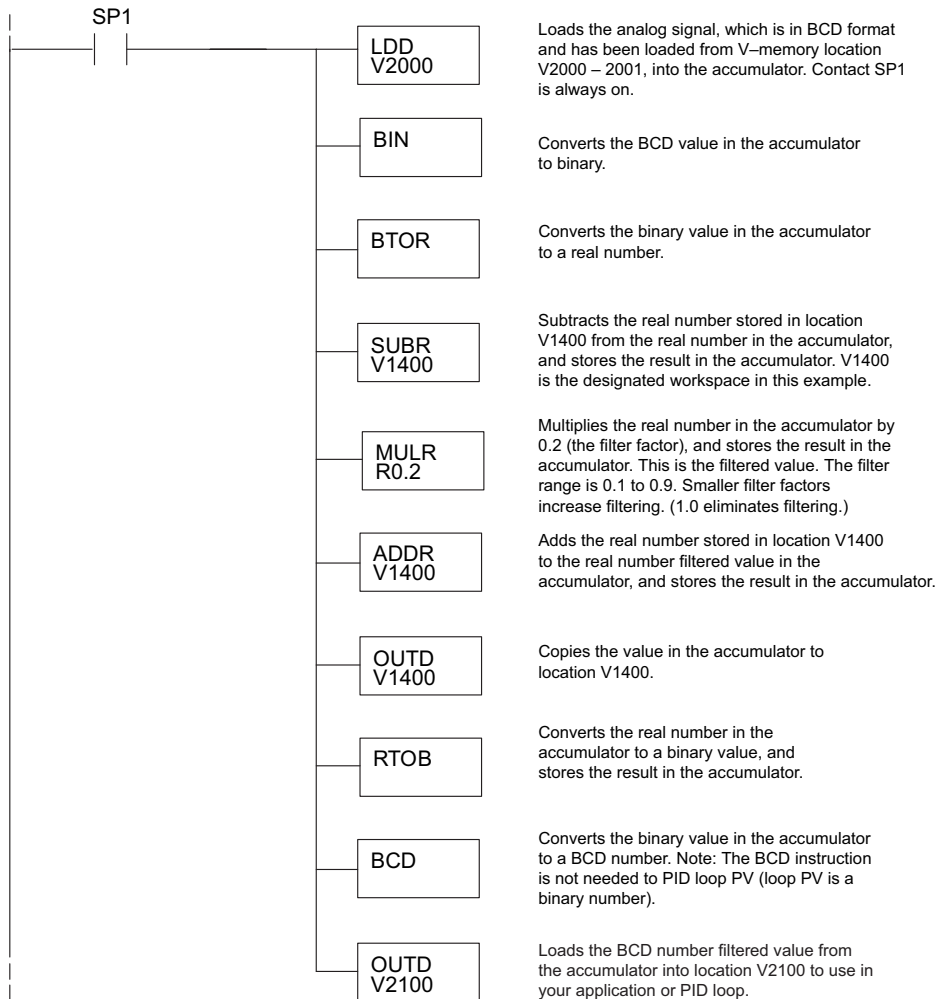 SP1
LDD
V2000
Loads the analog signal, which is in BCD format
and has been loaded from V–memory location
V2000 – 2001, into the accumulator. Contact SP1
is always on.
BIN
Converts the BCD value in the accumulator
to binary.
BTOR
Converts the binary value in the accumulator
to a real number.
SUBR
V1400
Subtracts the real number stored in location
V1400 from the real number in the accumulator,
and stores the result in the accumulator. V1400
is the designated workspace in this example.
MULR
R0.2
Multiplies the real number in the accumulator by
0.2 (the filter factor), and stores the result in the
accumulator. This is the filtered value. The filter
range is 0.1 to 0.9. Smaller filter factors
increase filtering. (1.0 eliminates filtering.)
ADDR
V1400
Adds the real number stored in location V1400
to the real number filtered value in the
accumulator, and stores the result in the accumulator.
OUTD
V1400
Copies the value in the accumulator to
location V1400.
RTOB
Converts the real number in the
accumulator to a binary value, and
stores the result in the accumulator.
BCD
Converts the binary value in the accumulator
to a BCD number. Note: The BCD instruction
is not needed to PID loop PV (loop PV is a
binary number).
OUTD
V2100
Loads the BCD number filtered value from
the accumulator into location V2100 to use in
your application or PID loop.